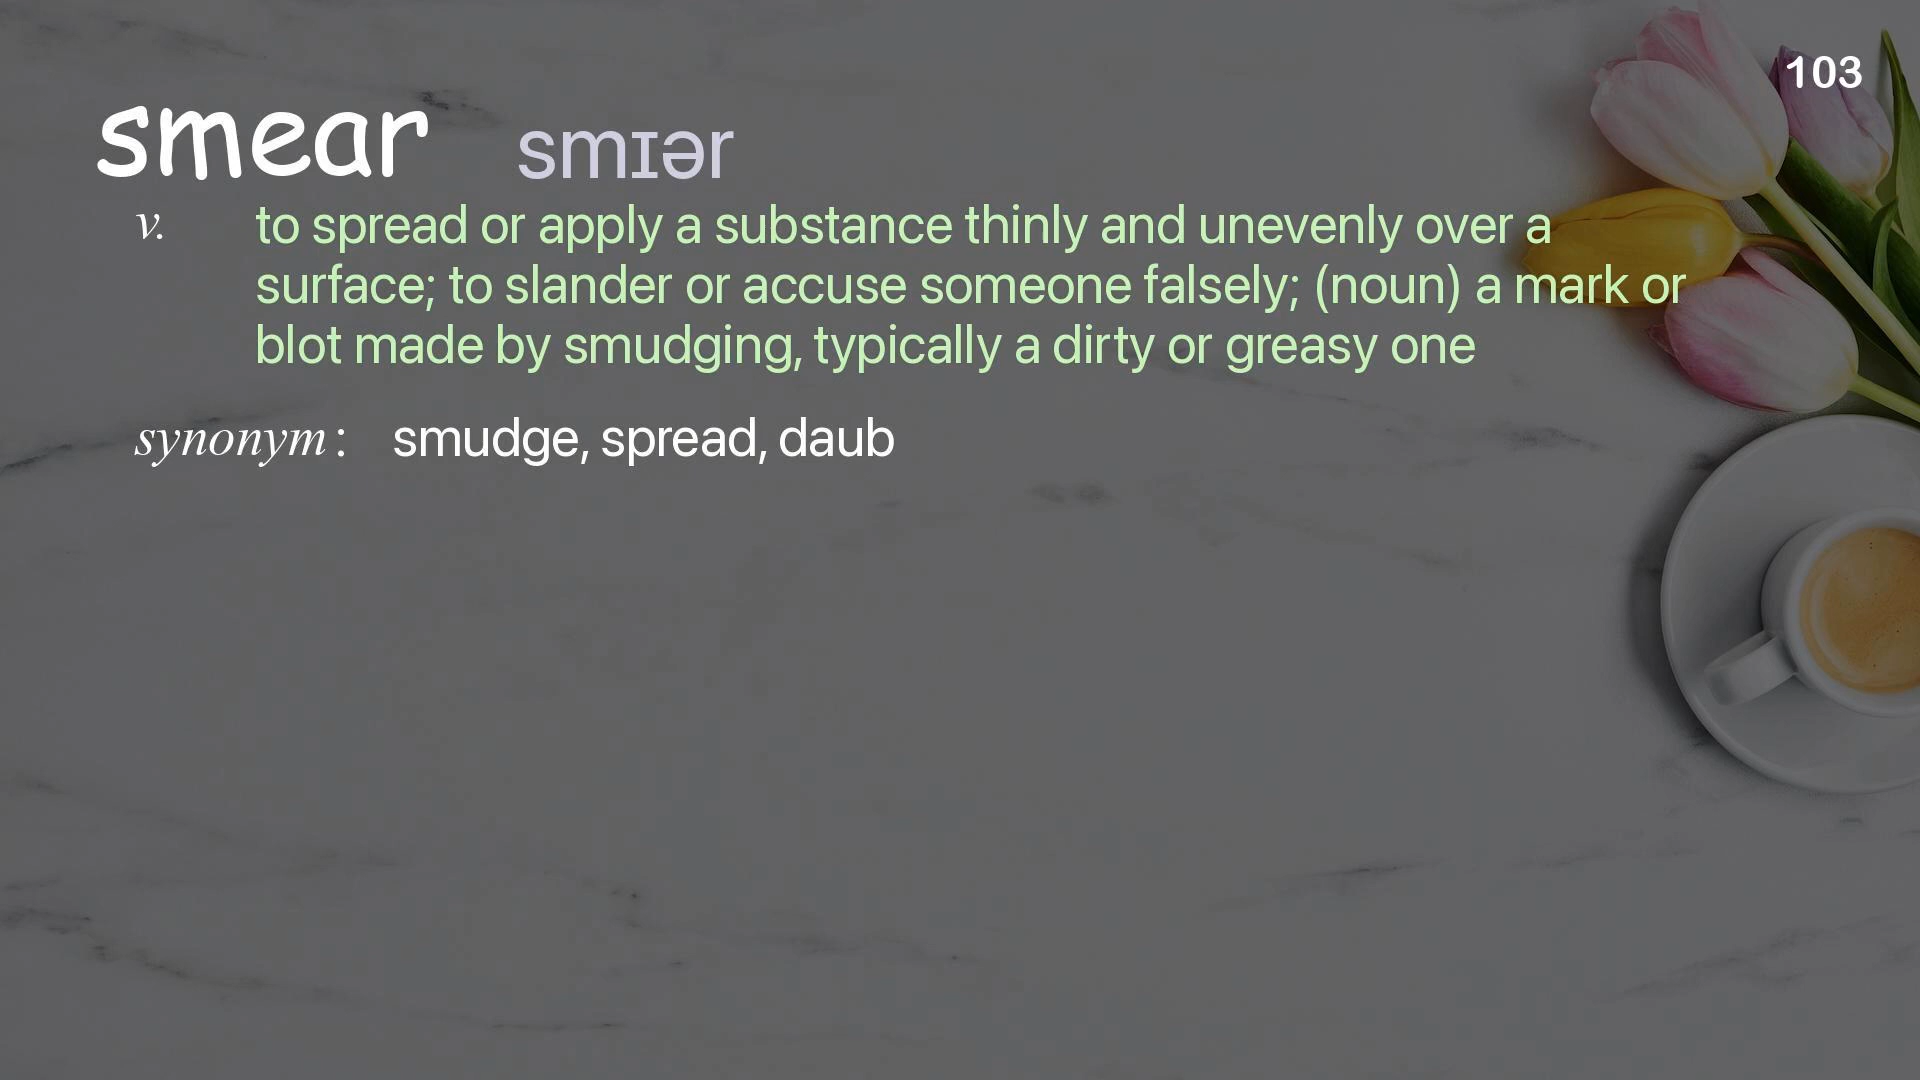 103
smear smɪər
v. to spread or apply a substance thinly and unevenly over a
surface; to slander or accuse someone falsely; (noun) a mark or
blot made by smudging, typically a dirty or greasy one
synonym : smudge, spread, daub